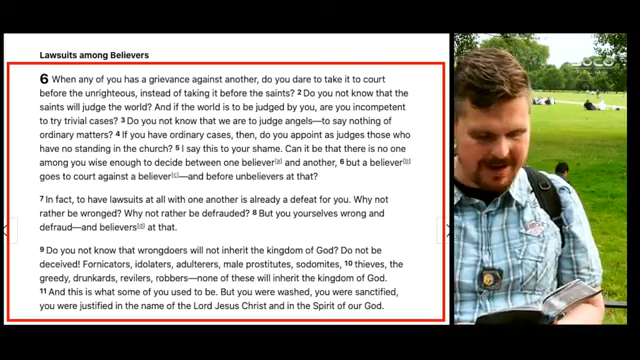 Lawsuits among Believers
6 When any of you has a grievance against another, do you dare to take it to court
before the unrighteous, instead of taking it before the saints? 2 Do you not know that the
saints will judge the world? And if the world is to be judged by you, are you incompetent
to try trivial cases? 3 Do you not know that we are to judge angels—to say nothing of
ordinary matters? 4 If you have ordinary cases, then, do you appoint as judges those who
have no standing in the church? 5 I say this to your shame. Can it be that there is no one
among you wise enough to decide between one believer[a] and another, 6 but a believer[b]
goes to court against a believer[c]—and before unbelievers at that?
7 In fact, to have lawsuits at all with one another is already a defeat for you. Why not
rather be wronged? Why not rather be defrauded? 8 But you yourselves wrong and
defraud—and believers[d] at that.
9 Do you not know that wrongdoers will not inherit the kingdom of God? Do not be
deceived! Fornicators, idolaters, adulterers, male prostitutes, sodomites, 10 thieves, the
greedy, drunkards, revilers, robbers—none of these will inherit the kingdom of God.
11 And this is what some of you used to be. But you were washed, you were sanctified,
you were justified in the name of the Lord Jesus Christ and in the Spirit of our God.